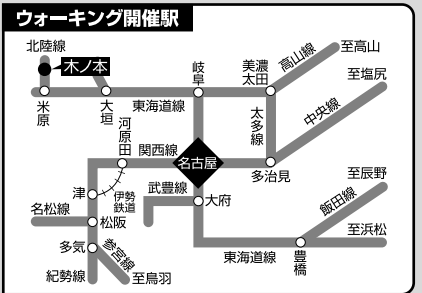 ウォーキング開催駅
北陸線
木ノ本
米原
大垣
東海道線
岐阜
美濃太田
高山線
至高山
至塩尻
中央線
太多線
多治見
河原田
関西線
名古屋
武豊線
大府
津
伊勢鉄道
名松線
松阪
多気
参宮線
至鳥羽
紀勢線
至辰野
飯田線
至浜松
東海道線
豊橋